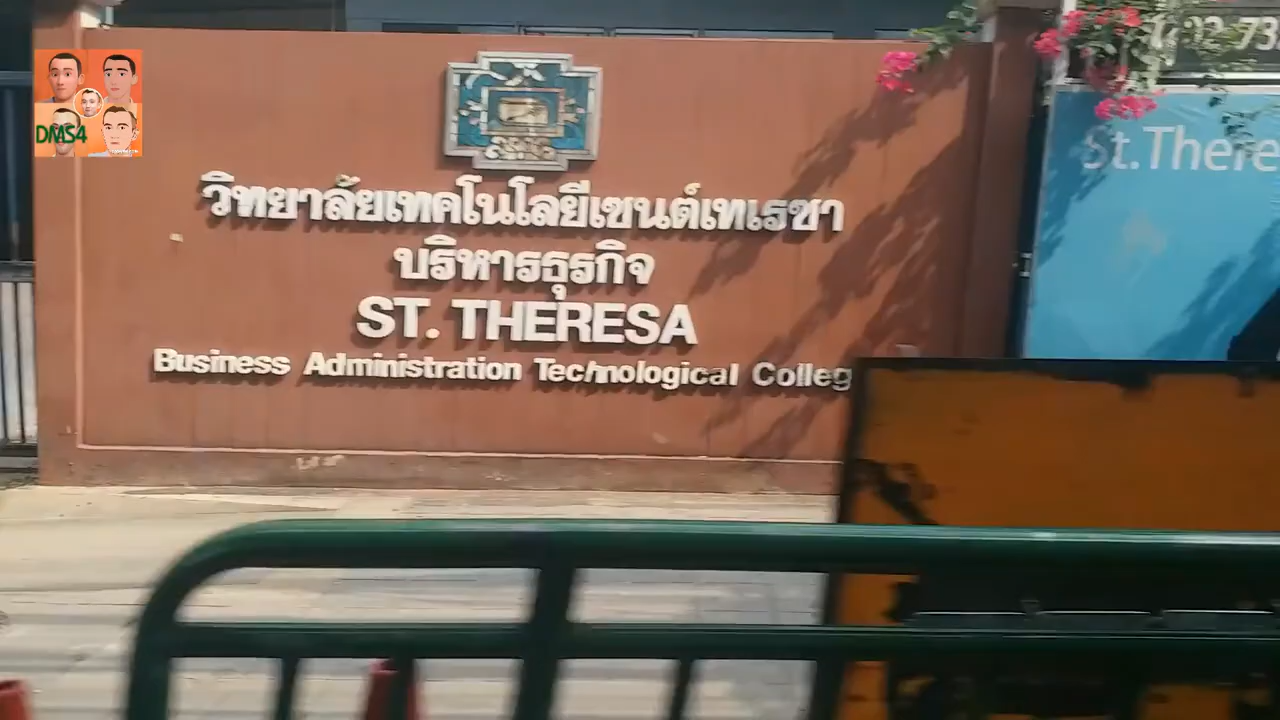 DMS4
วิทยาลัยเทคโนโลยีเซนต์เทเรซา
บริหารธุรกิจ
ST. THERESA
Business Administration Technological Colleg
St.There